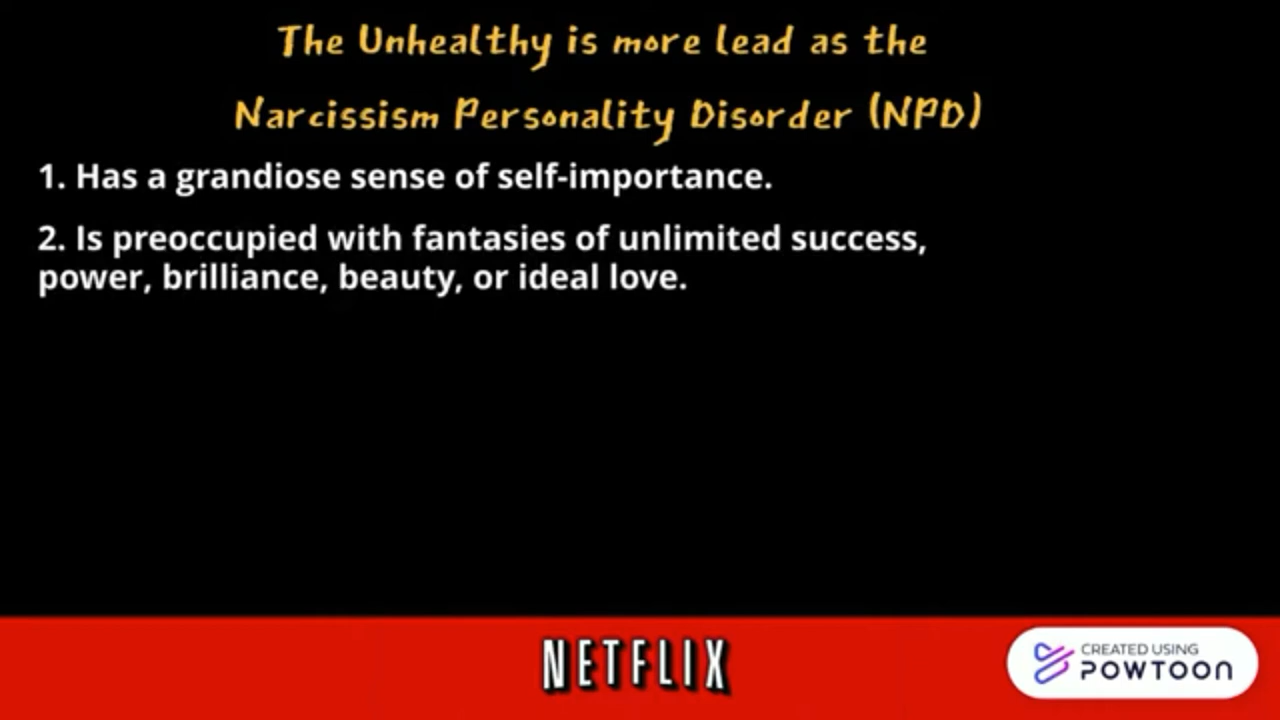 The Unhealthy is more lead as the
Narcissism Personality Disorder (NPD)
1. Has a grandiose sense of self-importance.
2. Is preoccupied with fantasies of unlimited success,
power, brilliance, beauty, or ideal love.
NETFLIX
CREATED USING
POWTOON